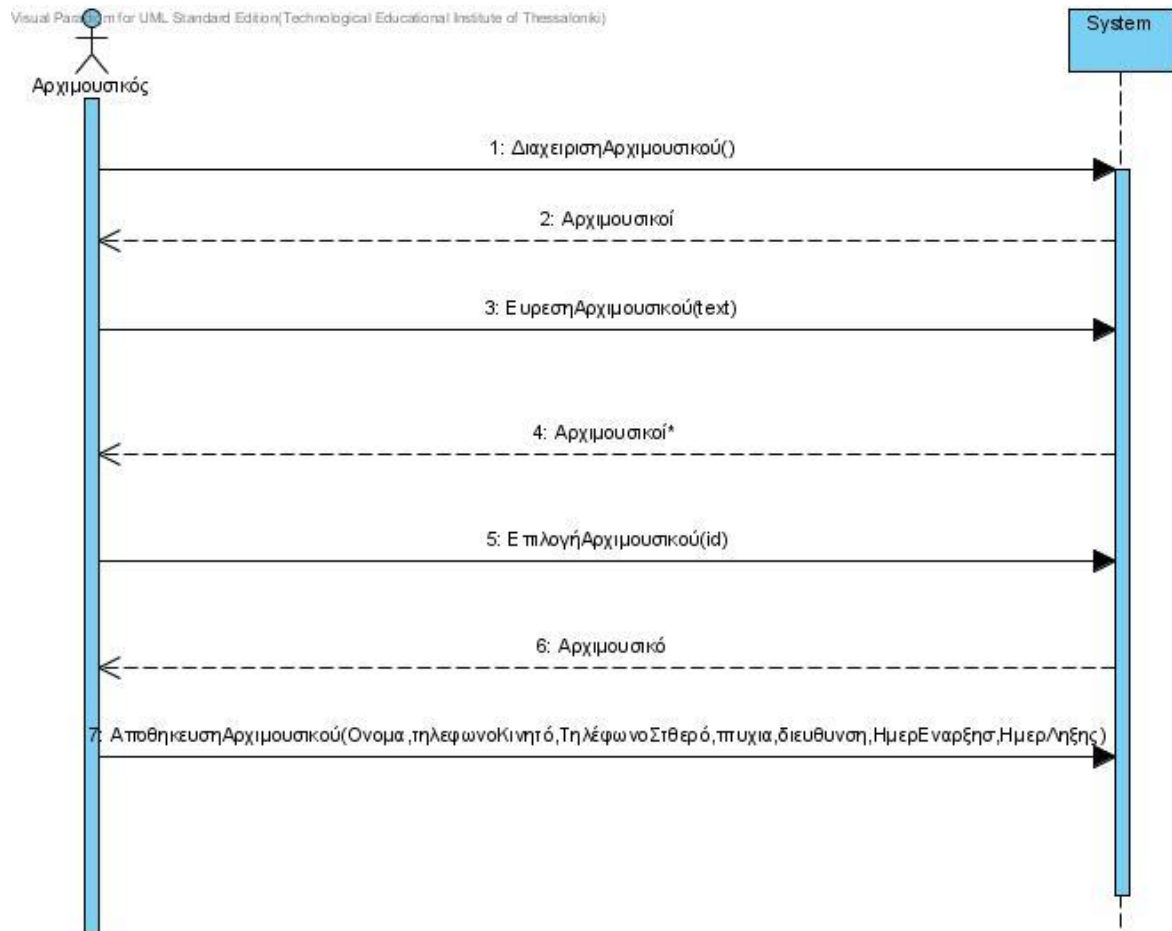 Visual Paradigm for UML Standard Edition(Technological Educational Institute of Thessaloniki)
System
Αρχιμουσικός
1: ΔιαχειρισηΑρχιμουσικού()
2: Αρχιμουσικοί
3: ΕυρεσηΑρχιμουσικού(text)
4: Αρχιμουσικοί*
5: ΕπιλογήΑρχιμουσικού(id)
6: Αρχιμουσικό
7: ΑποθηκευσηΑρχιμουσικού(Ονομα,τηλεφωνοΚινητό,ΤηλέφωνοΣτθερό,πτυχια,διευθυνση,ΗμερΕναρξησ,ΗμερΛηξης)